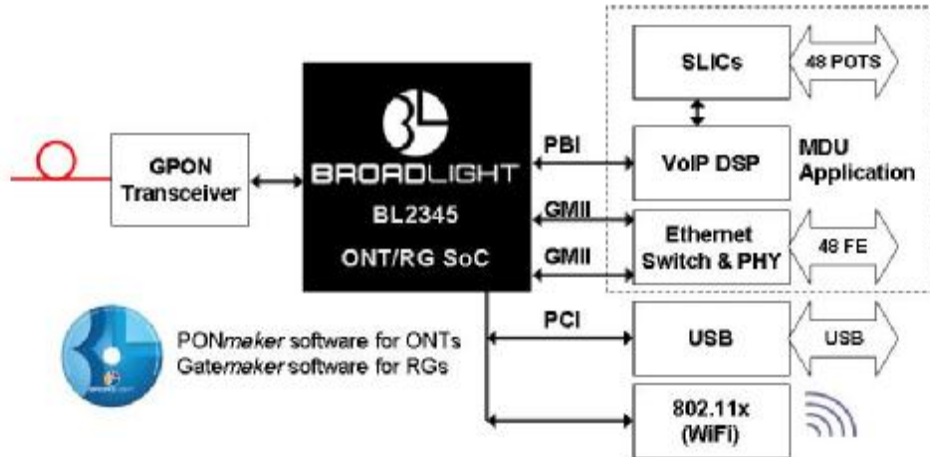 SLICs
48 POTS
GPON
Transceiver
BROADLIGHT
BL2345
ONT/RG SoC
PBI
VoIP DSP
MDU
Application
GMII
GMII
Ethernet
Switch & PHY
48 FE
PONmaker software for ONTs
Gatemaker software for RGs
BROADLIGHT
PCI
USB
USB
802.11x
(WiFi)